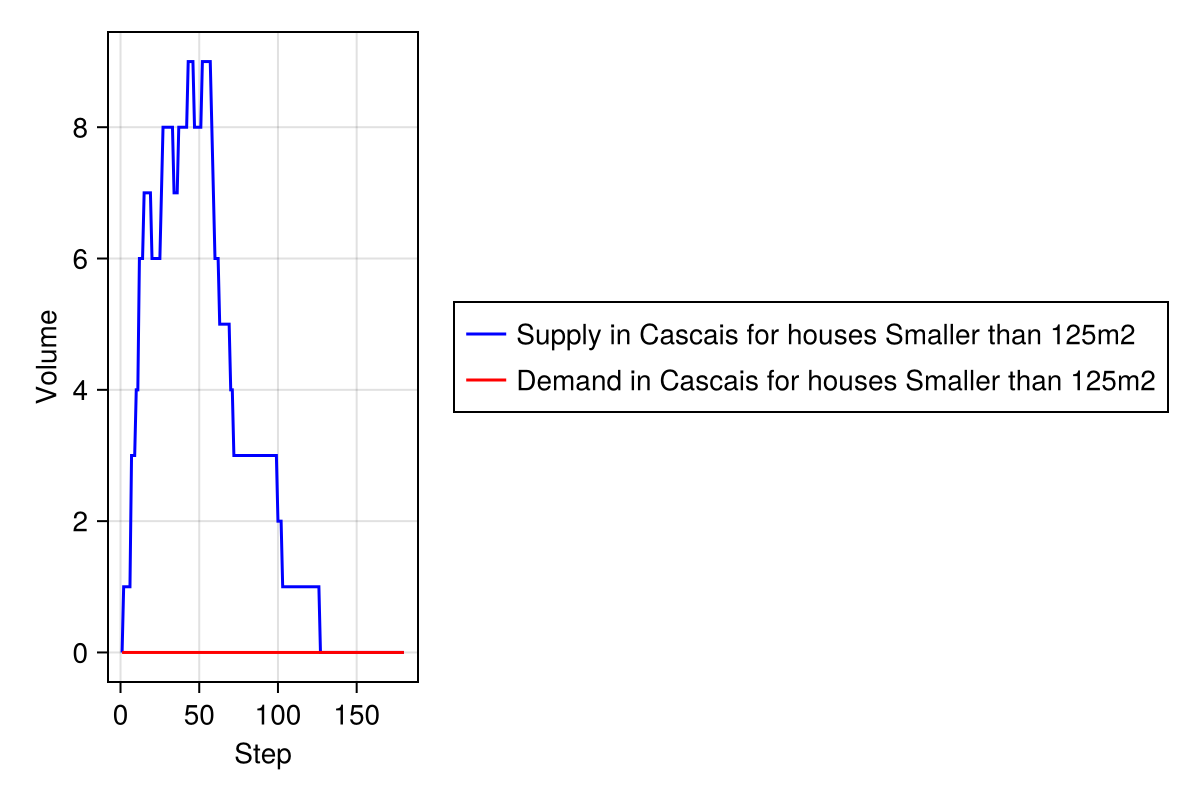 8
6
4
2
0
Volume
0 50 100 150
Step
Supply in Cascais for houses Smaller than 125m2
Demand in Cascais for houses Smaller than 125m2